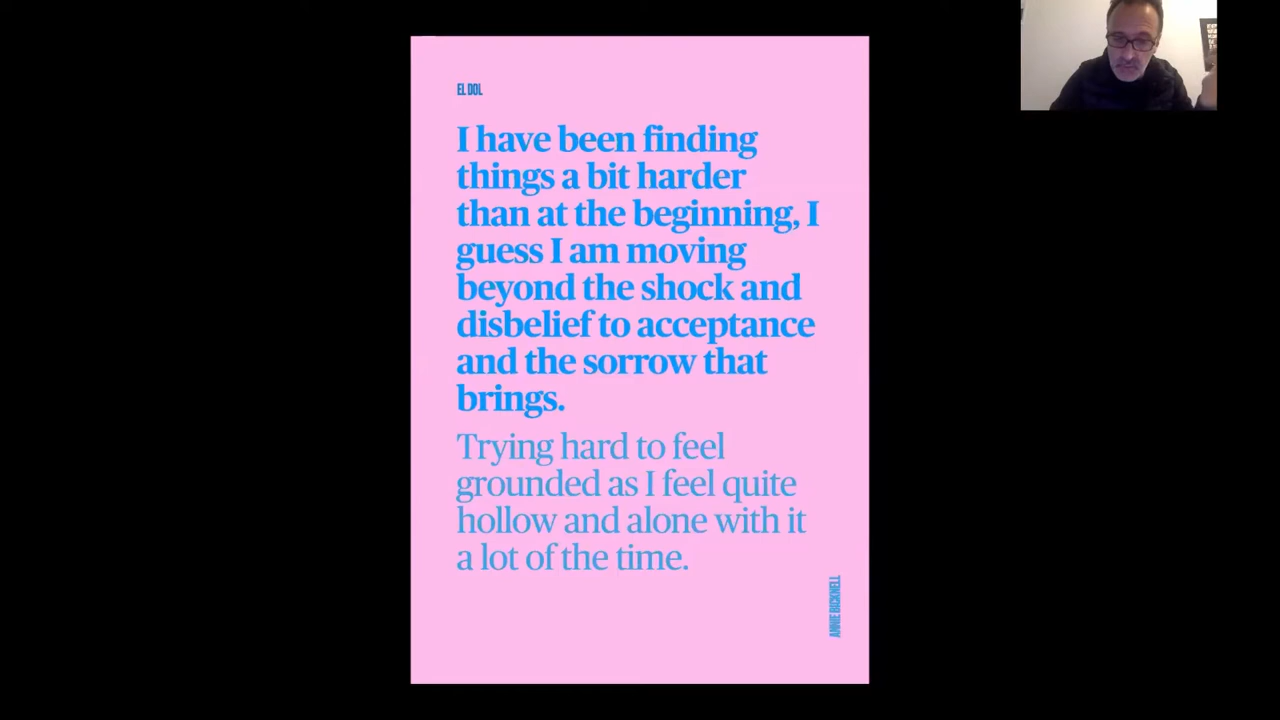 EL DOL
I have been finding
things a bit harder
than at the beginning, I
guess I am moving
beyond the shock and
disbelief to acceptance
and the sorrow that
brings.
Trying hard to feel
grounded as I feel quite
hollow and alone with it
a lot of the time.
ANNIE BICKNELL